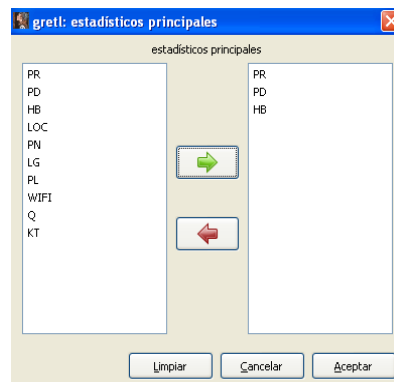 gretl: estadísticos principales
estadísticos principales
PR
PD
HB
LOC
PN
LG
PL
WIFI
Q
KT
PR
PD
HB
Limpiar Cancelar Aceptar